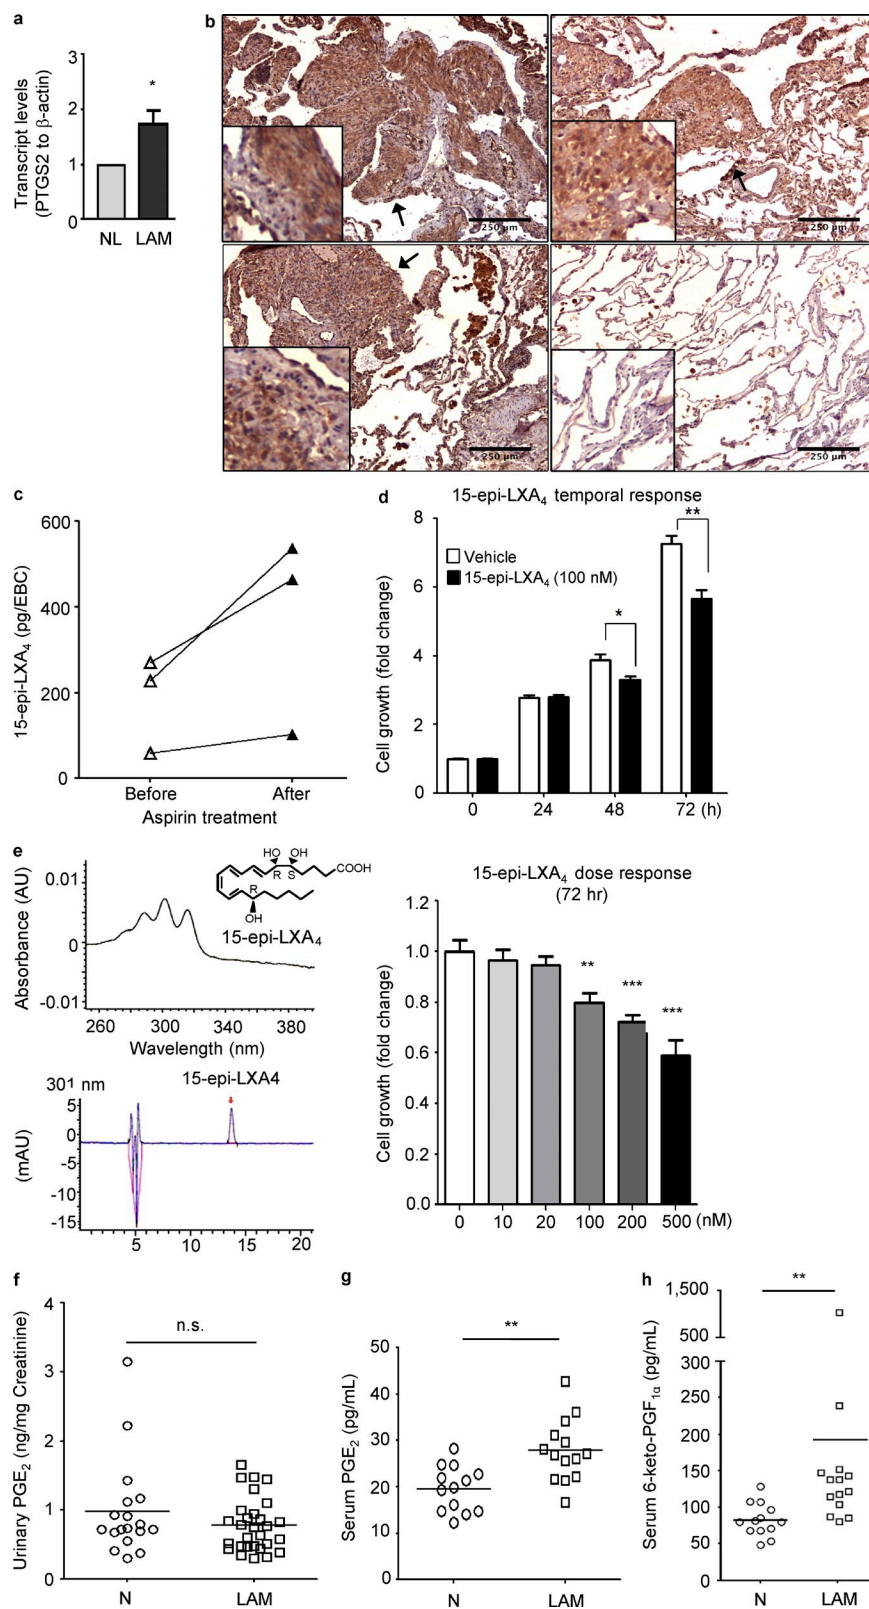 a
Transcript levels
(PTGS2 to β-actin)
3
2
1
0
*
NL LAM
b
250 µm
250 µm
250 µm
250 µm
c
15-epi-LXA4 (pg/EBC)
600
400
200
0
Before After
Aspirin treatment
d
15-epi-LXA4 temporal response
Cell growth (fold change)
8
6
4
2
0
Vehicle
15-epi-LXA4 (100 nM)
*
**
0 24 48 72 (h)
e
Absorbance (AU)
0.01
0
-0.01
260 300 340 380
Wavelength (nm)
HO OH
R S
COOH
R
OH
15-epi-LXA4
15-epi-LXA4
301 nm
(mAU)
5
0
-5
-10
-15
5 10 15 20
15-epi-LXA4 dose response
(72 hr)
Cell growth (fold change)
1.2
1.0
0.8
0.6
0.4
0.2
0.0
**
***
***
0 10 20 100 200 500 (nM)
f
Urinary PGE2 (ng/mg Creatinine)
4
3
2
1
0
n.s.
N LAM
g
Serum PGE2 (pg/mL)
50
40
30
20
10
0
**
N LAM
h
Serum 6-keto-PGF1α (pg/mL)
1,500
500
300
250
200
150
100
50
0
**
N LAM